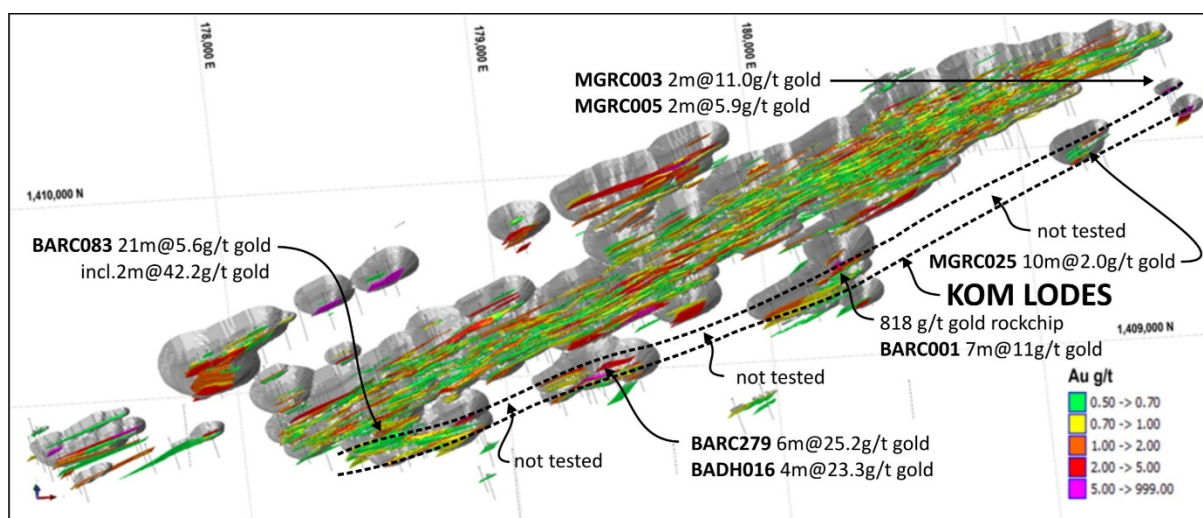 178,000 E
179,000 E
180,000 E
MGRC003 2m@11.0g/t gold
MGRC005 2m@5.9g/t gold
1,410,000 N
BARC083 21m@5.6g/t gold
incl.2m@42.2g/t gold
not tested
MGRC025 10m@2.0g/t gold
KOM LODES
818 g/t gold rockchip
BARC001 7m@11g/t gold
1,409,000 N
not tested
not tested
BARC279 6m@25.2g/t gold
BADH016 4m@23.3g/t gold
Au g/t
0.50 -> 0.70
0.70 -> 1.00
1.00 -> 2.00
2.00 -> 5.00
5.00 -> 999.00